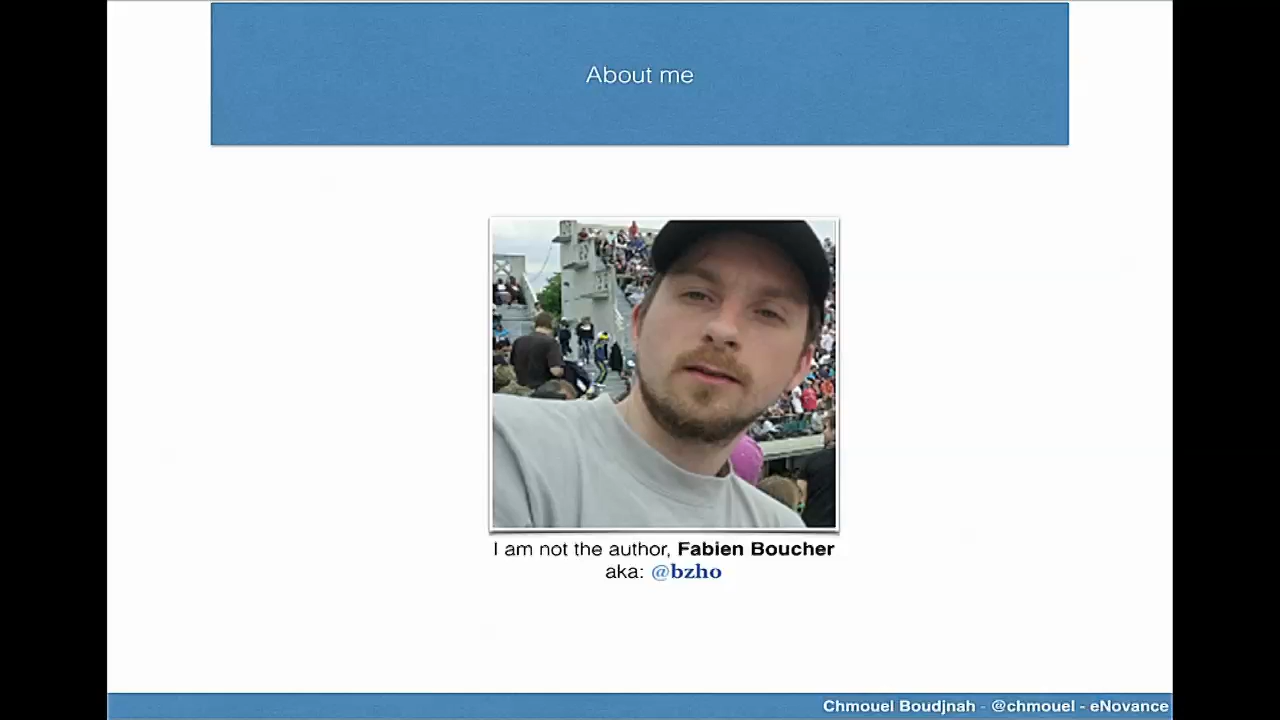 About me
I am not the author, Fabien Boucher
aka: @bzho
Chmouel Boudjnah - @chmouel - eNovance